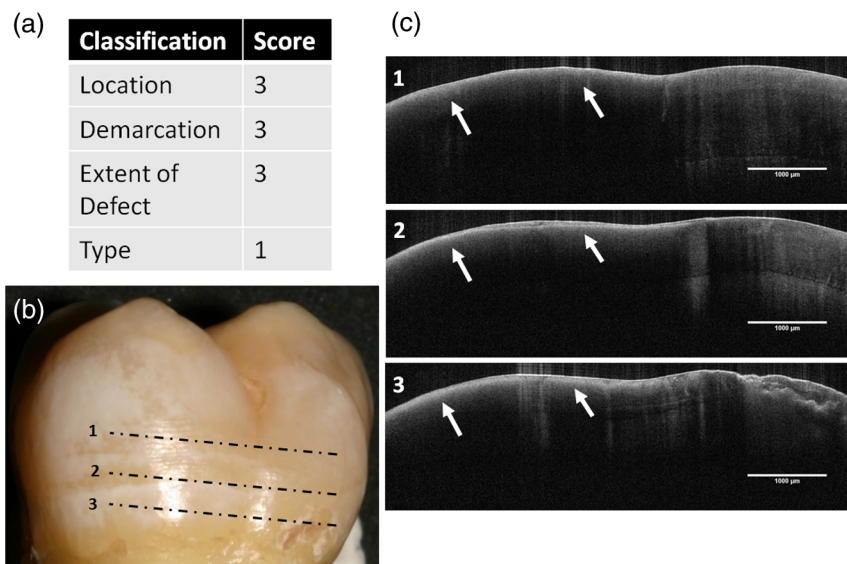 (a)
Classification Score
Location 3
Demarcation 3
Extent of Defect 3
Type 1
(b)
1
2
3
(c)
1
1000 µm
2
1000 µm
3
1000 µm